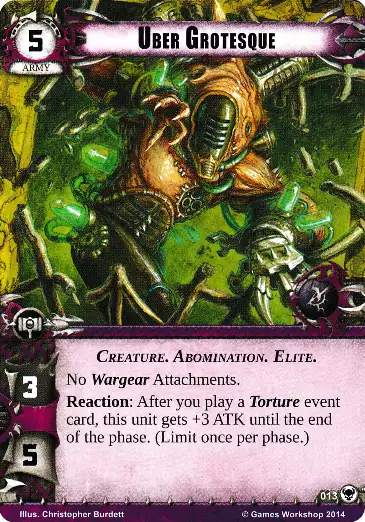 5
ARMY
UBER GROTESQUE
CREATURE. ABOMINATION. ELITE.
3
No Wargear Attachments.
Reaction: After you play a Torture event
card, this unit gets +3 ATK until the end
of the phase. (Limit once per phase.)
5
013
Illus. Christopher Burdett
© Games Workshop 2014